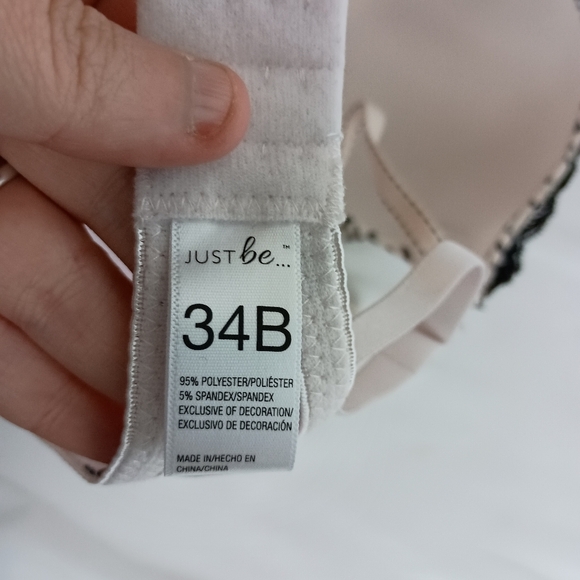 JUST be...™
34B
95% POLYESTER/POLIÉSTER
5% SPANDEX/SPANDEX
EXCLUSIVE OF DECORATION/
EXCLUSIVO DE DECORACIÓN
MADE IN/HECHO EN
CHINA/CHINA